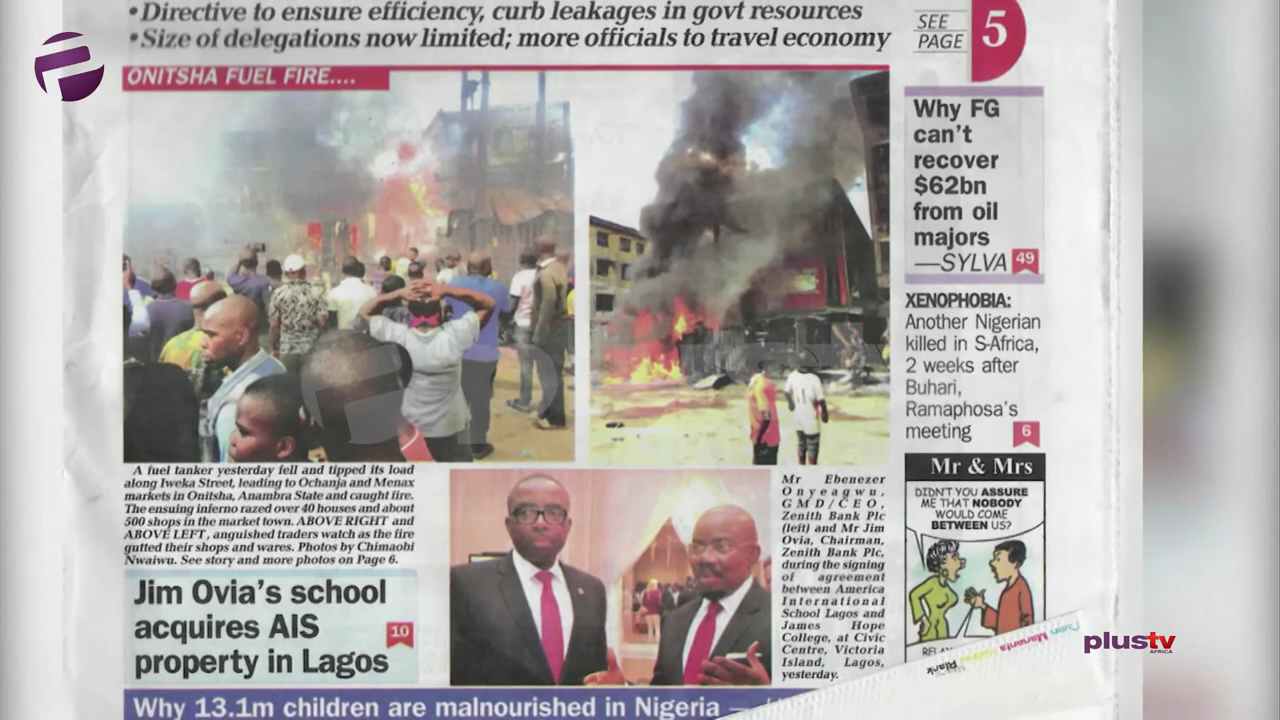 •Directive to ensure efficiency, curb leakages in govt resources
•Size of delegations now limited; more officials to travel economy
SEE
PAGE
5
ONITSHA FUEL FIRE....
Why FG
can't
recover
$62bn
from oil
majors
—SYLVA
49
XENOPHOBIA:
Another Nigerian
killed in S-Africa,
2 weeks after
Buhari,
Ramaphosa's
meeting
6
Mr & Mrs
DIDN'T YOU ASSURE
ME THAT NOBODY
WOULD COME
BETWEEN US?
A fuel tanker yesterday fell and tipped its load
along Iweka Street, leading to Ochanja and Menax
markets in Onitsha, Anambra State and caught fire.
The ensuing inferno razed over 40 houses and about
500 shops in the market town. ABOVE RIGHT and
ABOVE LEFT, anguished traders watch as the fire
gutted their shops and wares. Photos by Chimaobi
Nwaiwu. See story and more photos on Page 6.
Jim Ovia's school
acquires AIS
property in Lagos
10
Mr Ebenezer
Onyeagwu,
GMD/CEO,
Zenith Bank Plc
(left) and Mr Jim
Ovia, Chairman,
Zenith Bank Plc,
during the signing
of agreement
between America
International
School Lagos and
James Hope
College, at Civic
Centre, Victoria
Island, Lagos,
yesterday.
Why 13.1m children are malnourished in Nigeria —
Cyan Magenta Yellow Black
plustv
AFRICA